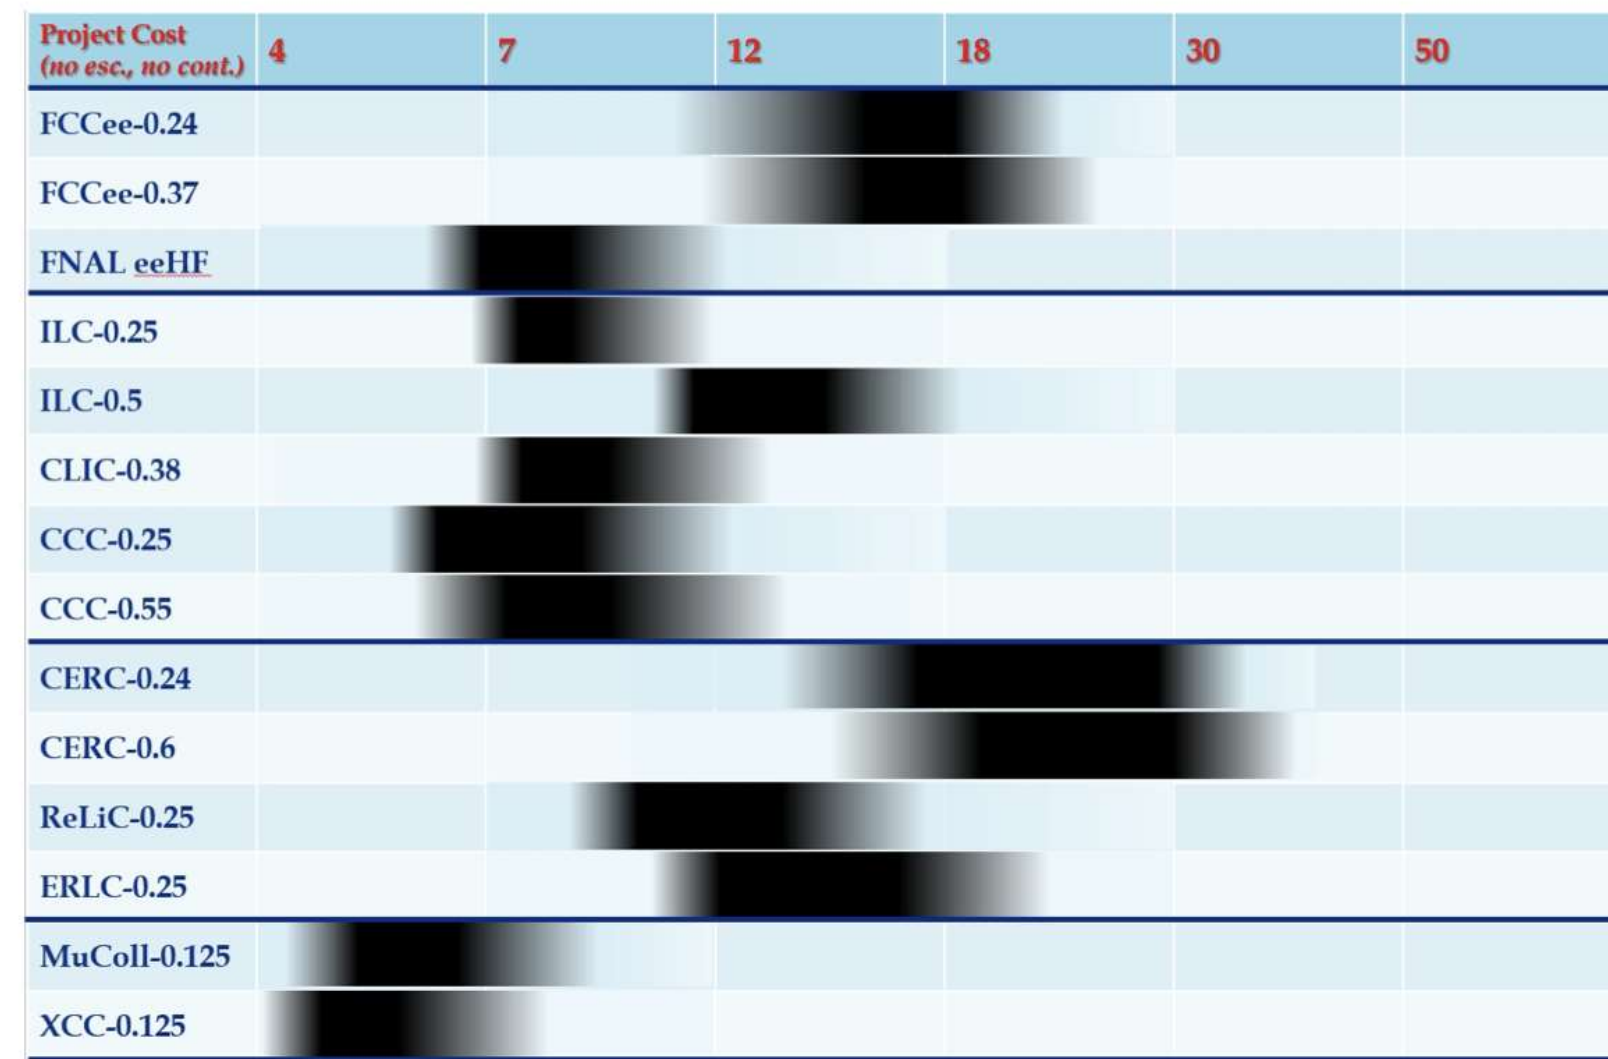 Project Cost
(no esc., no cont.)
4 7 12 18 30 50
FCCee-0.24
FCCee-0.37
FNAL eeHF
ILC-0.25
ILC-0.5
CLIC-0.38
CCC-0.25
CCC-0.55
CERC-0.24
CERC-0.6
ReLiC-0.25
ERLC-0.25
MuColl-0.125
XCC-0.125